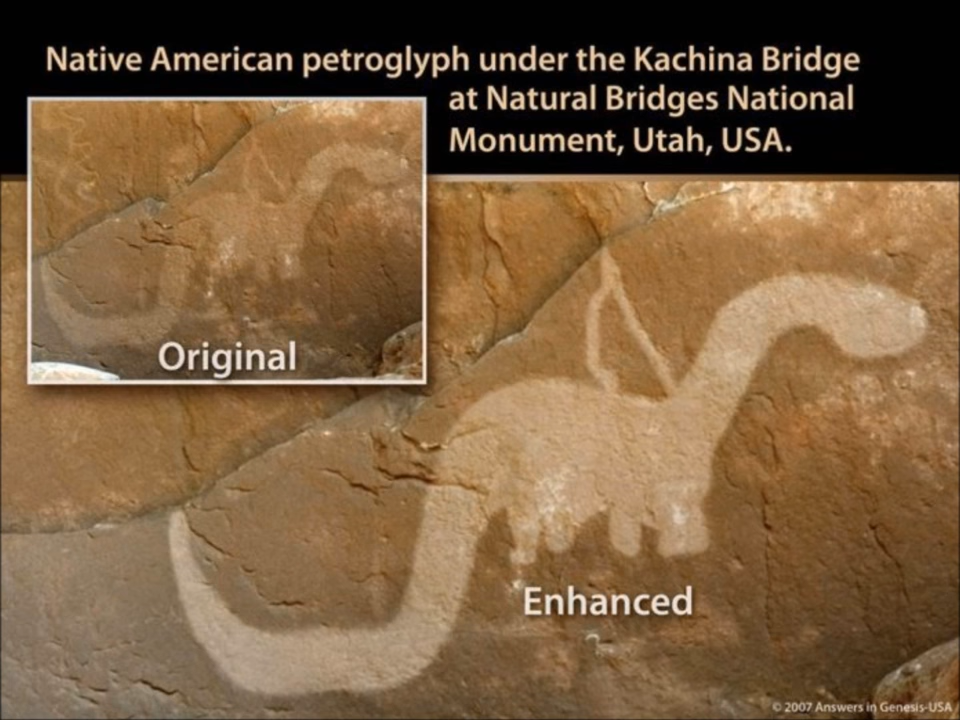 Native American petroglyph under the Kachina Bridge
at Natural Bridges National
Monument, Utah, USA.
Original
Enhanced
© 2007 Answers in Genesis-USA